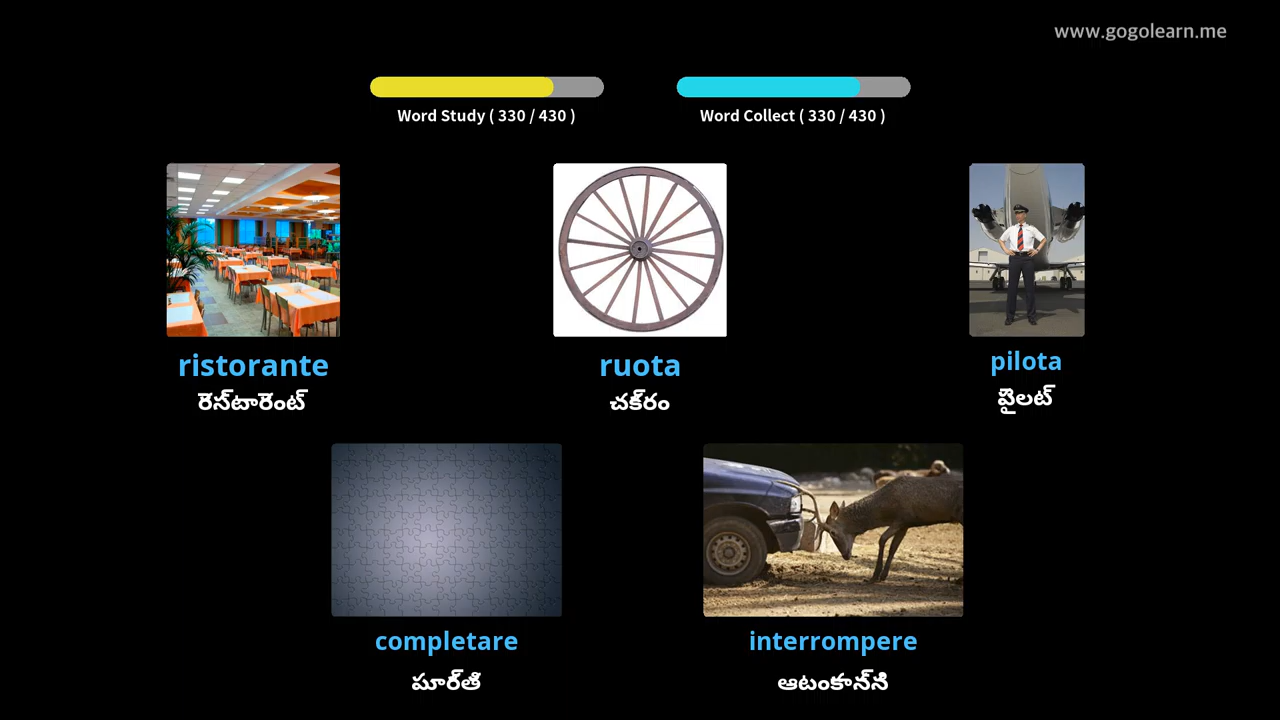 www.gogolearn.me
Word Study ( 330 / 430 )
Word Collect ( 330 / 430 )
ristorante
ruota
pilota
రెస్‌టారెంట్
చక్‌రం
పైలట్
completare
interrompere
పూర్‌తి
ఆటంకాన్‌ని